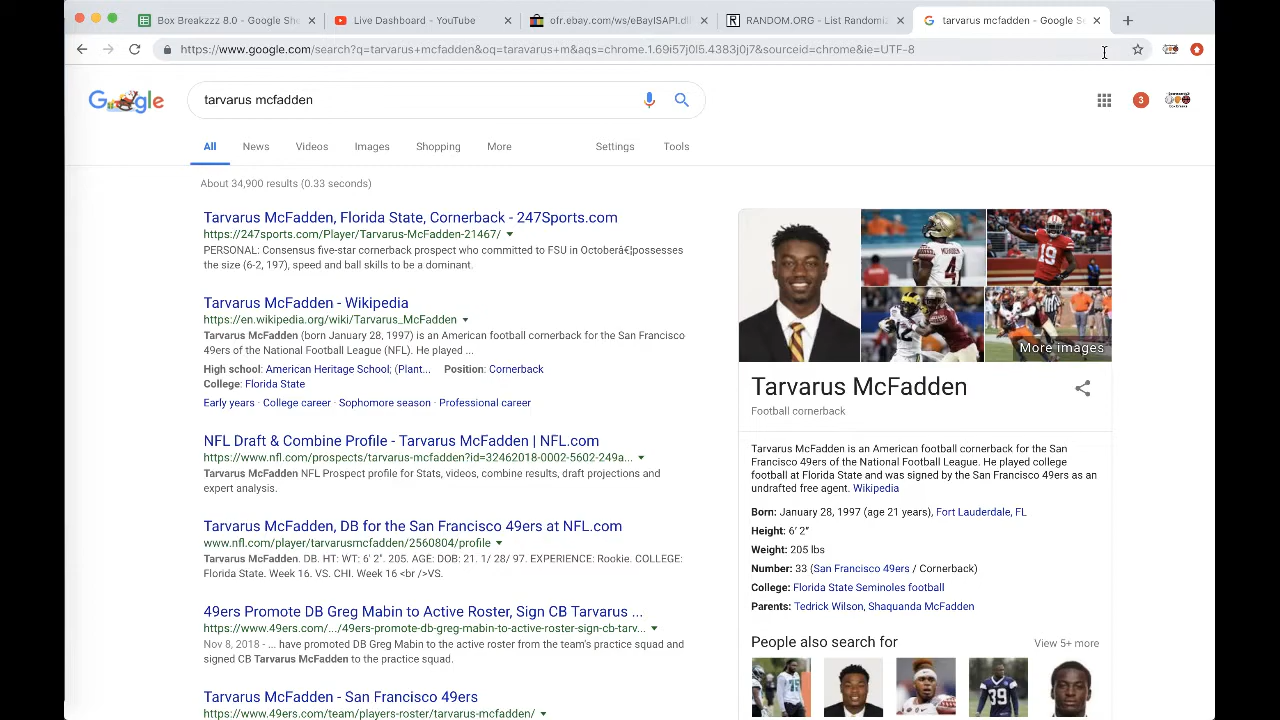 Box Breakzzz 8.0 - Google She
Live Dashboard - YouTube
ofr.ebay.com/ws/eBayISAPI.dll
RANDOM.ORG - List Randomiz
tarvarus mcfadden - Google Se
https://www.google.com/search?q=tarvarus+mcfadden&oq=taravarus+m&aqs=chrome.1.69i57j0l5.4383j0j7&sourceid=chrome&ie=UTF-8
Google
tarvarus mcfadden
3
All News Videos Images Shopping More Settings Tools
About 34,900 results (0.33 seconds)
Tarvarus McFadden, Florida State, Cornerback - 247Sports.com
https://247sports.com/Player/Tarvarus-McFadden-21467/
PERSONAL: Consensus five-star cornerback prospect who committed to FSU in Octoberâ€¦possesses
the size (6-2, 197), speed and ball skills to be a dominant.
Tarvarus McFadden - Wikipedia
https://en.wikipedia.org/wiki/Tarvarus_McFadden
Tarvarus McFadden (born January 28, 1997) is an American football cornerback for the San Francisco
49ers of the National Football League (NFL). He played ...
High school: American Heritage School; (Plant... Position: Cornerback
College: Florida State
Early years · College career · Sophomore season · Professional career
NFL Draft & Combine Profile - Tarvarus McFadden | NFL.com
https://www.nfl.com/prospects/tarvarus-mcfadden?id=32462018-0002-5602-249a...
Tarvarus McFadden NFL Prospect profile for Stats, videos, combine results, draft projections and
expert analysis.
Tarvarus McFadden, DB for the San Francisco 49ers at NFL.com
www.nfl.com/player/tarvarusmcfadden/2560804/profile
Tarvarus McFadden. DB. HT: WT: 6' 2". 205. AGE: DOB: 21. 1/ 28/ 97. EXPERIENCE: Rookie. COLLEGE:
Florida State. Week 16. VS. CHI. Week 16 <br />VS.
49ers Promote DB Greg Mabin to Active Roster, Sign CB Tarvarus ...
https://www.49ers.com/.../49ers-promote-db-greg-mabin-to-active-roster-sign-cb-tarv...
Nov 8, 2018 - ... have promoted DB Greg Mabin to the active roster from the team's practice squad and
signed CB Tarvarus McFadden to the practice squad.
Tarvarus McFadden - San Francisco 49ers
https://www.49ers.com/team/players-roster/tarvarus-mcfadden/
More images
Tarvarus McFadden
Football cornerback
Tarvarus McFadden is an American football cornerback for the San
Francisco 49ers of the National Football League. He played college
football at Florida State and was signed by the San Francisco 49ers as an
undrafted free agent. Wikipedia
Born: January 28, 1997 (age 21 years), Fort Lauderdale, FL
Height: 6′ 2″
Weight: 205 lbs
Number: 33 (San Francisco 49ers / Cornerback)
College: Florida State Seminoles football
Parents: Tedrick Wilson, Shaquanda McFadden
People also search for View 5+ more